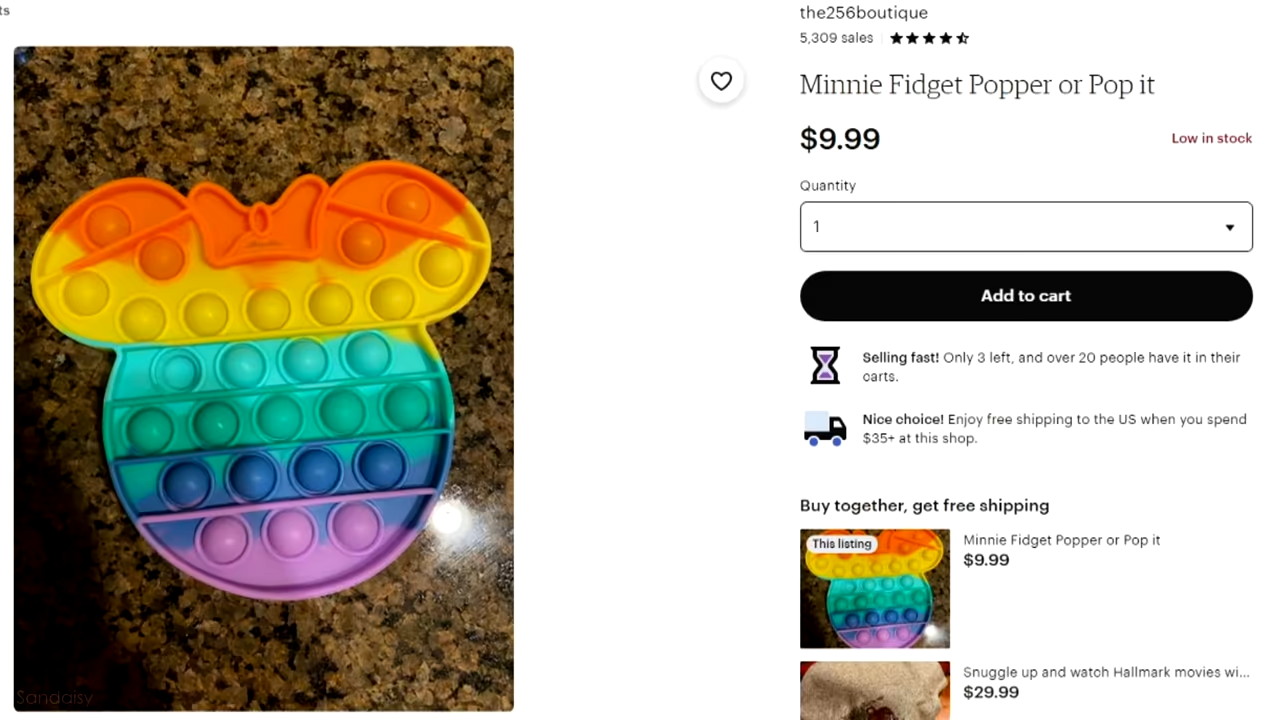 ts
the256boutique
5,309 sales
Minnie Fidget Popper or Pop it
$9.99
Low in stock
Quantity
1
Add to cart
Selling fast! Only 3 left, and over 20 people have it in their
carts.
Nice choice! Enjoy free shipping to the US when you spend
$35+ at this shop.
Buy together, get free shipping
This listing
Minnie Fidget Popper or Pop it
$9.99
Snuggle up and watch Hallmark movies wi...
$29.99
Sandaisy